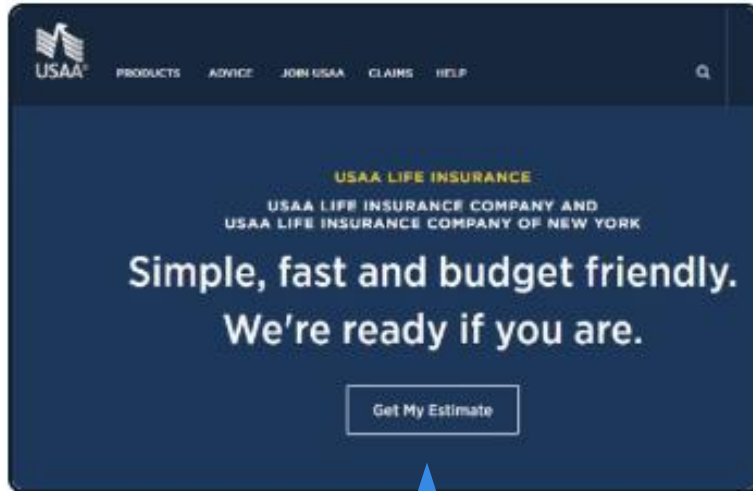 USAA®
PRODUCTS ADVICE JOIN USAA CLAIMS HELP
USAA LIFE INSURANCE
USAA LIFE INSURANCE COMPANY AND
USAA LIFE INSURANCE COMPANY OF NEW YORK
Simple, fast and budget friendly.
We're ready if you are.
Get My Estimate